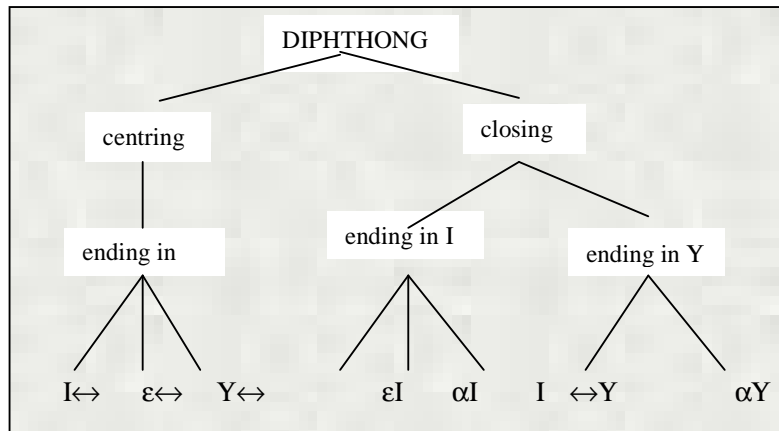 DIPHTHONG
centring
closing
ending in
ending in I
ending in Y
I↔ ε↔ Y↔ εI αI I ↔Y αY